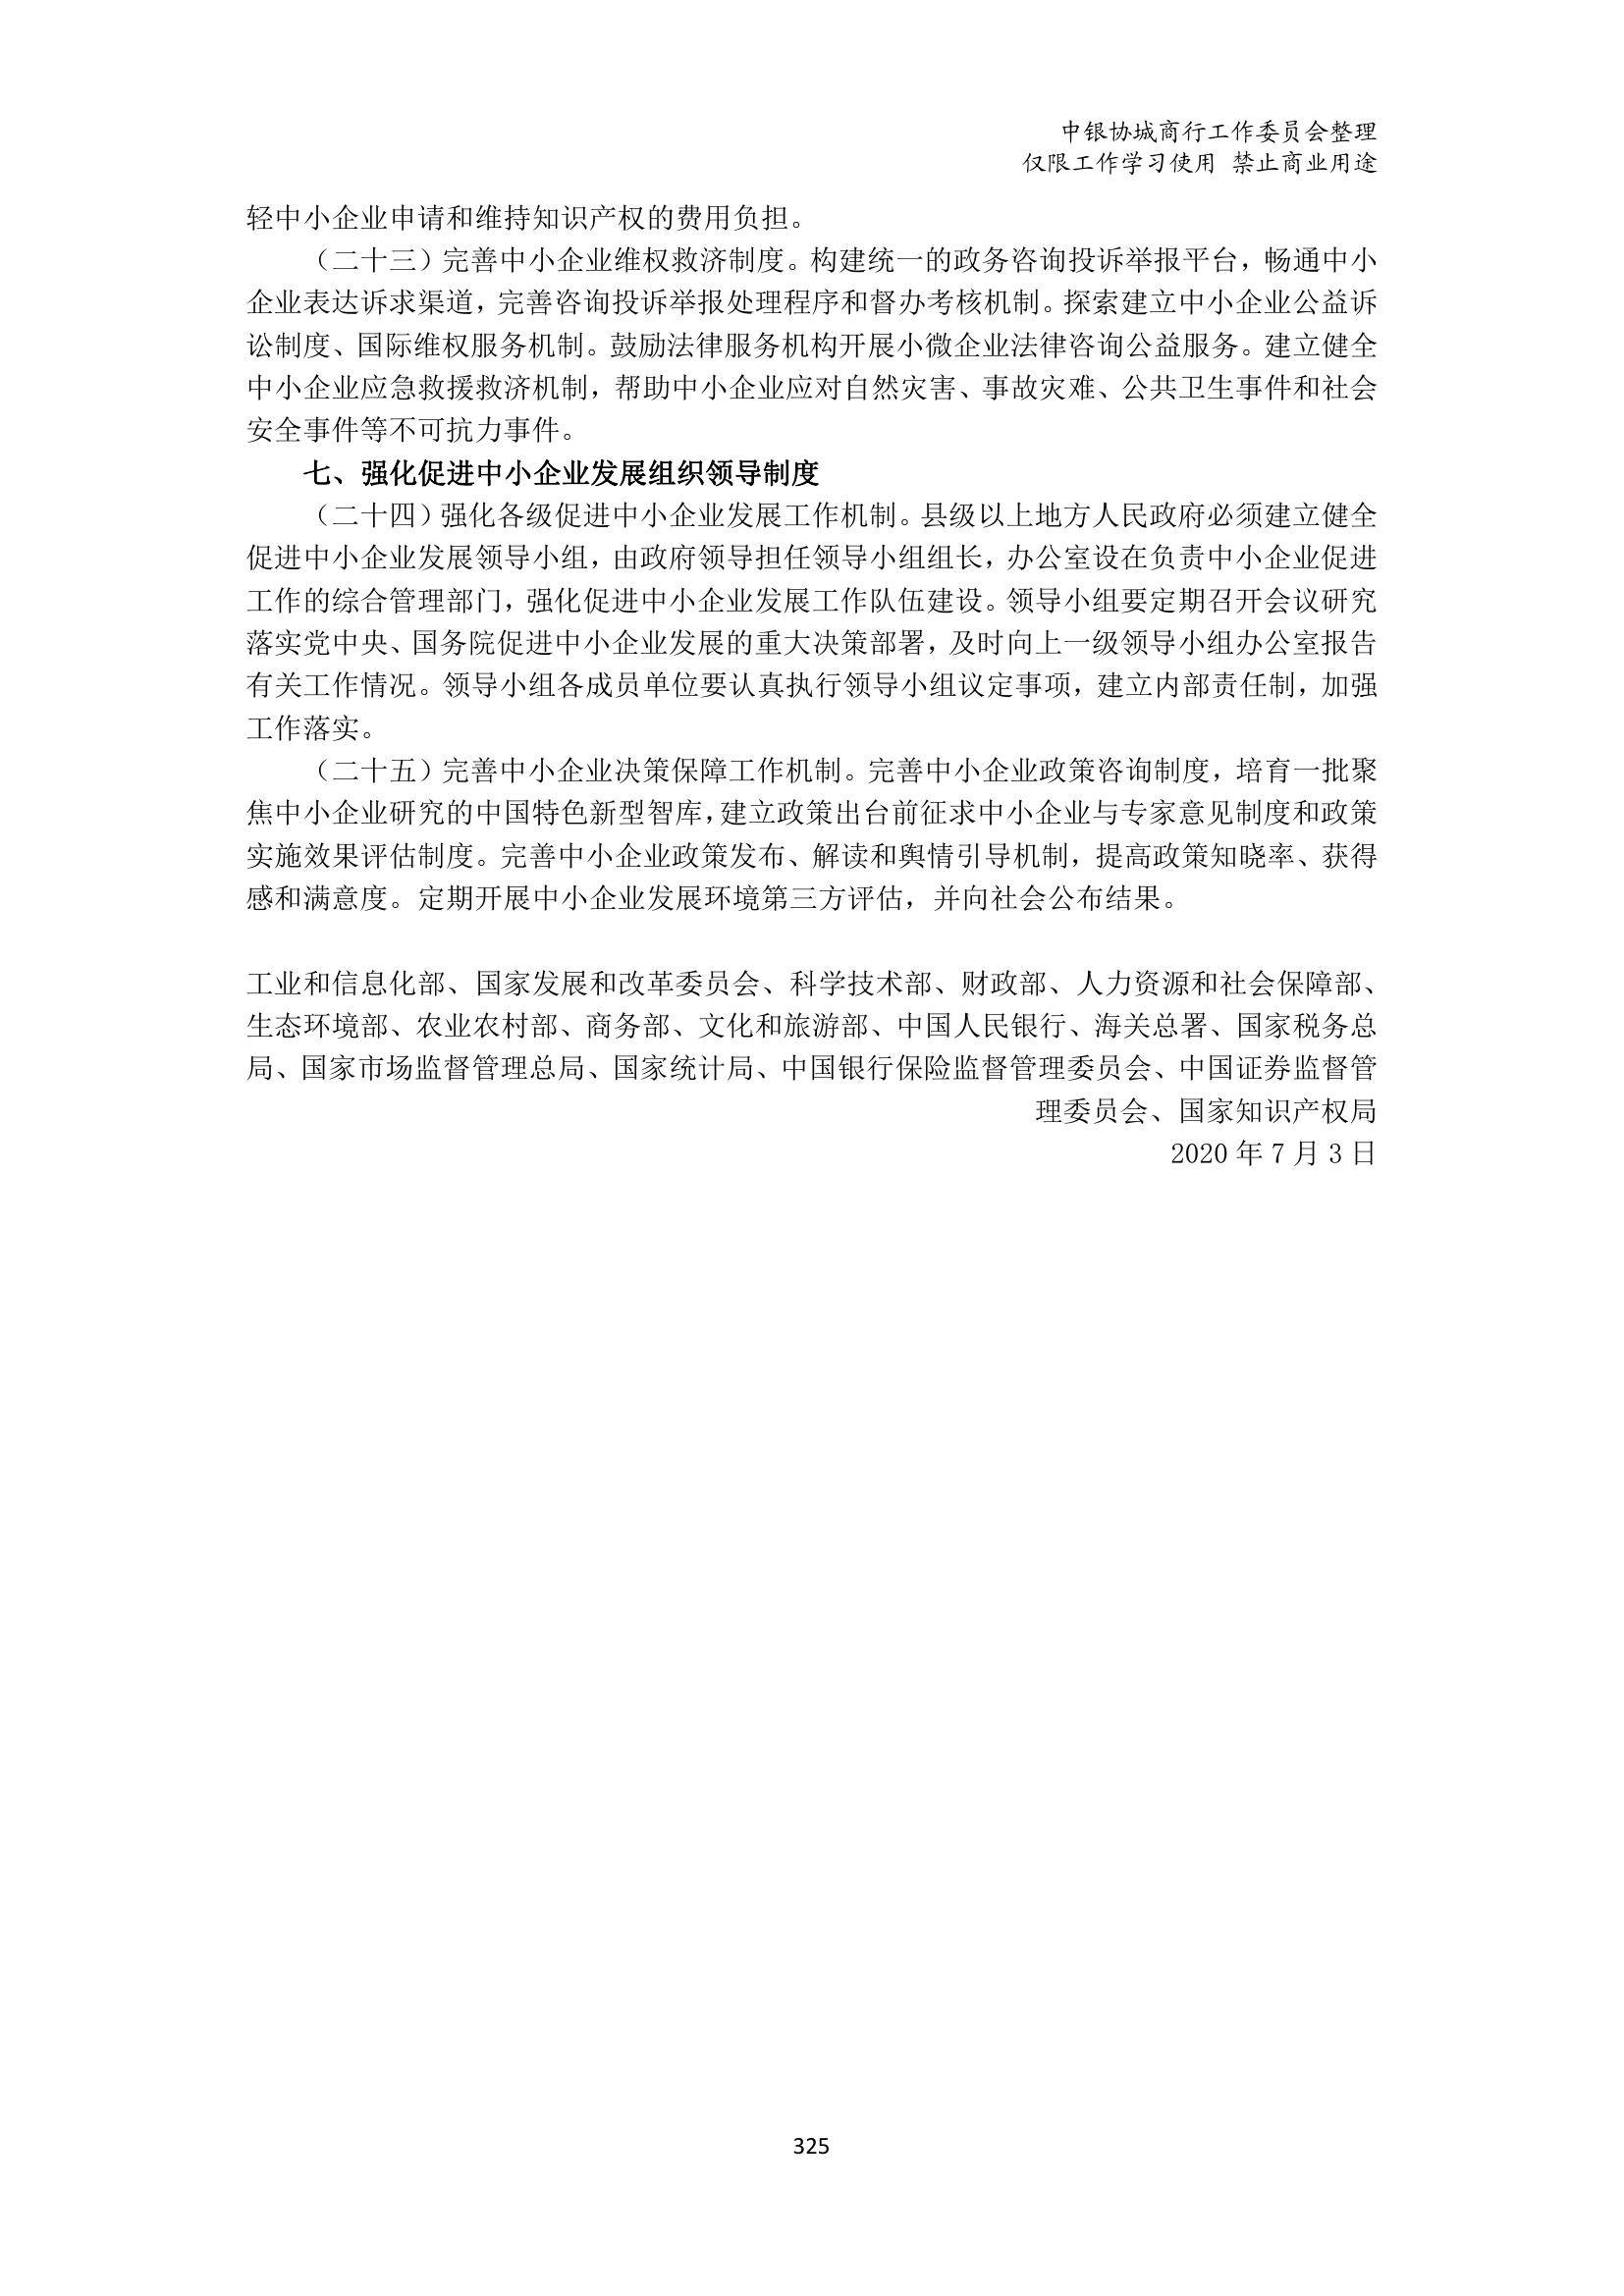 中银协城商行工作委员会整理
仅限工作学习使用 禁止商业用途
轻中小企业申请和维持知识产权的费用负担。
（二十三）完善中小企业维权救济制度。构建统一的政务咨询投诉举报平台，畅通中小
企业表达诉求渠道，完善咨询投诉举报处理程序和督办考核机制。探索建立中小企业公益诉
讼制度、国际维权服务机制。鼓励法律服务机构开展小微企业法律咨询公益服务。建立健全
中小企业应急救援救济机制，帮助中小企业应对自然灾害、事故灾难、公共卫生事件和社会
安全事件等不可抗力事件。
七、强化促进中小企业发展组织领导制度
（二十四）强化各级促进中小企业发展工作机制。县级以上地方人民政府必须建立健全
促进中小企业发展领导小组，由政府领导担任领导小组组长，办公室设在负责中小企业促进
工作的综合管理部门，强化促进中小企业发展工作队伍建设。领导小组要定期召开会议研究
落实党中央、国务院促进中小企业发展的重大决策部署，及时向上一级领导小组办公室报告
有关工作情况。领导小组各成员单位要认真执行领导小组议定事项，建立内部责任制，加强
工作落实。
（二十五）完善中小企业决策保障工作机制。完善中小企业政策咨询制度，培育一批聚
焦中小企业研究的中国特色新型智库，建立政策出台前征求中小企业与专家意见制度和政策
实施效果评估制度。完善中小企业政策发布、解读和舆情引导机制，提高政策知晓率、获得
感和满意度。定期开展中小企业发展环境第三方评估，并向社会公布结果。
工业和信息化部、国家发展和改革委员会、科学技术部、财政部、人力资源和社会保障部、
生态环境部、农业农村部、商务部、文化和旅游部、中国人民银行、海关总署、国家税务总
局、国家市场监督管理总局、国家统计局、中国银行保险监督管理委员会、中国证券监督管
理委员会、国家知识产权局
2020 年 7 月 3 日
325